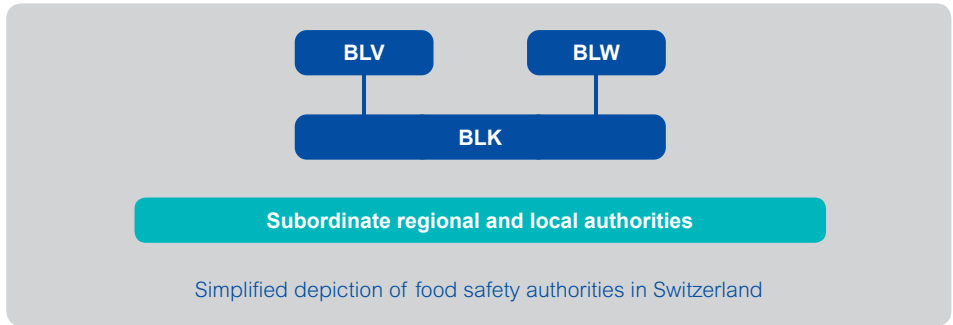 BLV
BLW
BLK
Subordinate regional and local authorities
Simplified depiction of food safety authorities in Switzerland